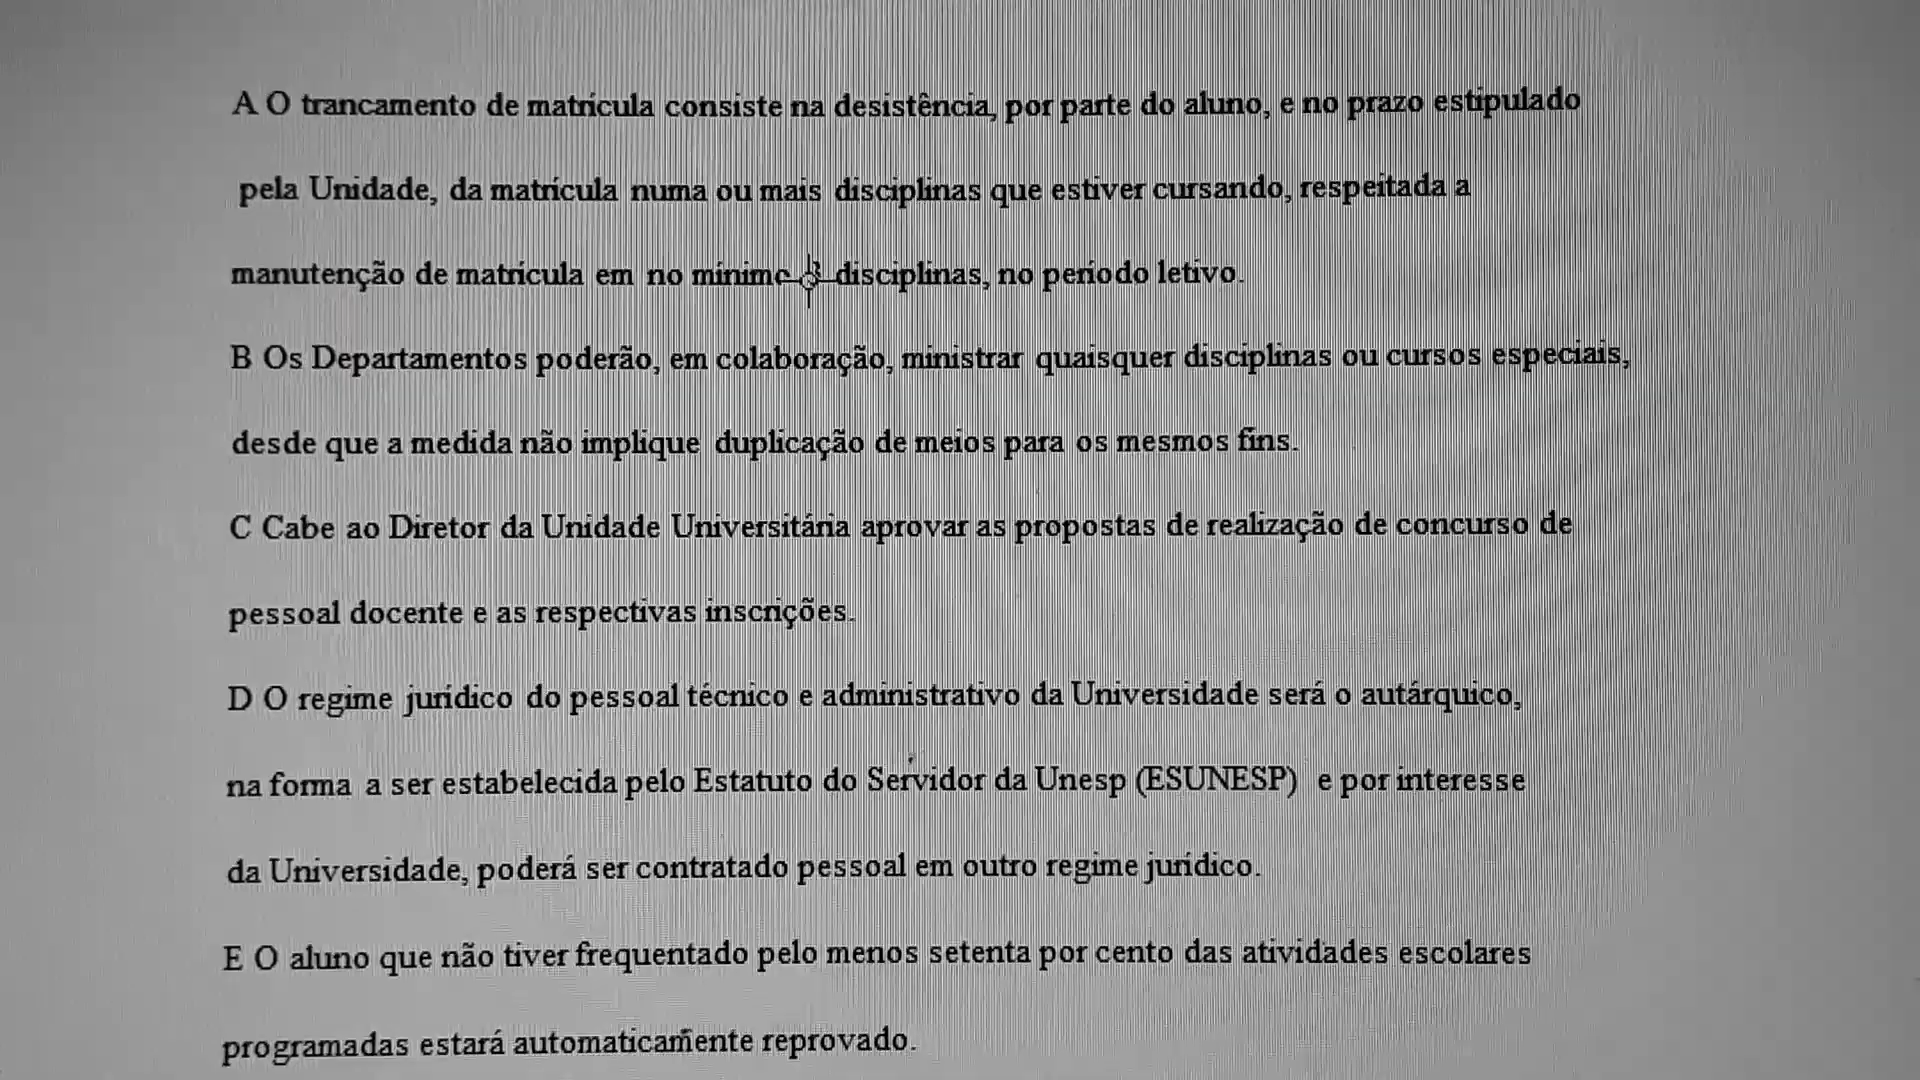 A O trancamento de matrícula consiste na desistência, por parte do aluno, e no prazo estipulado
pela Unidade, da matrícula numa ou mais disciplinas que estiver cursando, respeitada a
manutenção de matrícula em no mínimo 3 disciplinas, no período letivo.
B Os Departamentos poderão, em colaboração, ministrar quaisquer disciplinas ou cursos especiais,
desde que a medida não implique duplicação de meios para os mesmos fins.
C Cabe ao Diretor da Unidade Universitária aprovar as propostas de realização de concurso de
pessoal docente e as respectivas inscrições.
D O regime jurídico do pessoal técnico e administrativo da Universidade será o autárquico,
na forma a ser estabelecida pelo Estatuto do Servidor da Unesp (ESUNESP) e por interesse
da Universidade, poderá ser contratado pessoal em outro regime jurídico.
E O aluno que não tiver frequentado pelo menos setenta por cento das atividades escolares
programadas estará automaticamente reprovado.